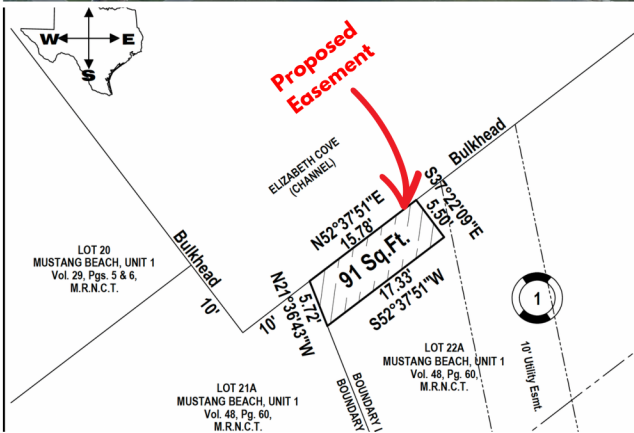 W E
S
Proposed
Easement
ELIZABETH COVE
(CHANNEL)
Bulkhead
N52°37'51"E
15.78'
S37°22'09"E
5.50'
91 Sq.Ft.
17.33'
S52°37'51"W
N21°36'43"W
5.72'
Bulkhead
10'
10'
LOT 20
MUSTANG BEACH, UNIT 1
Vol. 29, Pgs. 5 & 6,
M.R.N.C.T.
1
10' Utility Esmt.
LOT 22A
MUSTANG BEACH, UNIT 1
Vol. 48, Pg. 60,
M.R.N.C.T.
LOT 21A
MUSTANG BEACH, UNIT 1
Vol. 48, Pg. 60,
M.R.N.C.T.
BOUNDARY L
BOUNDARY